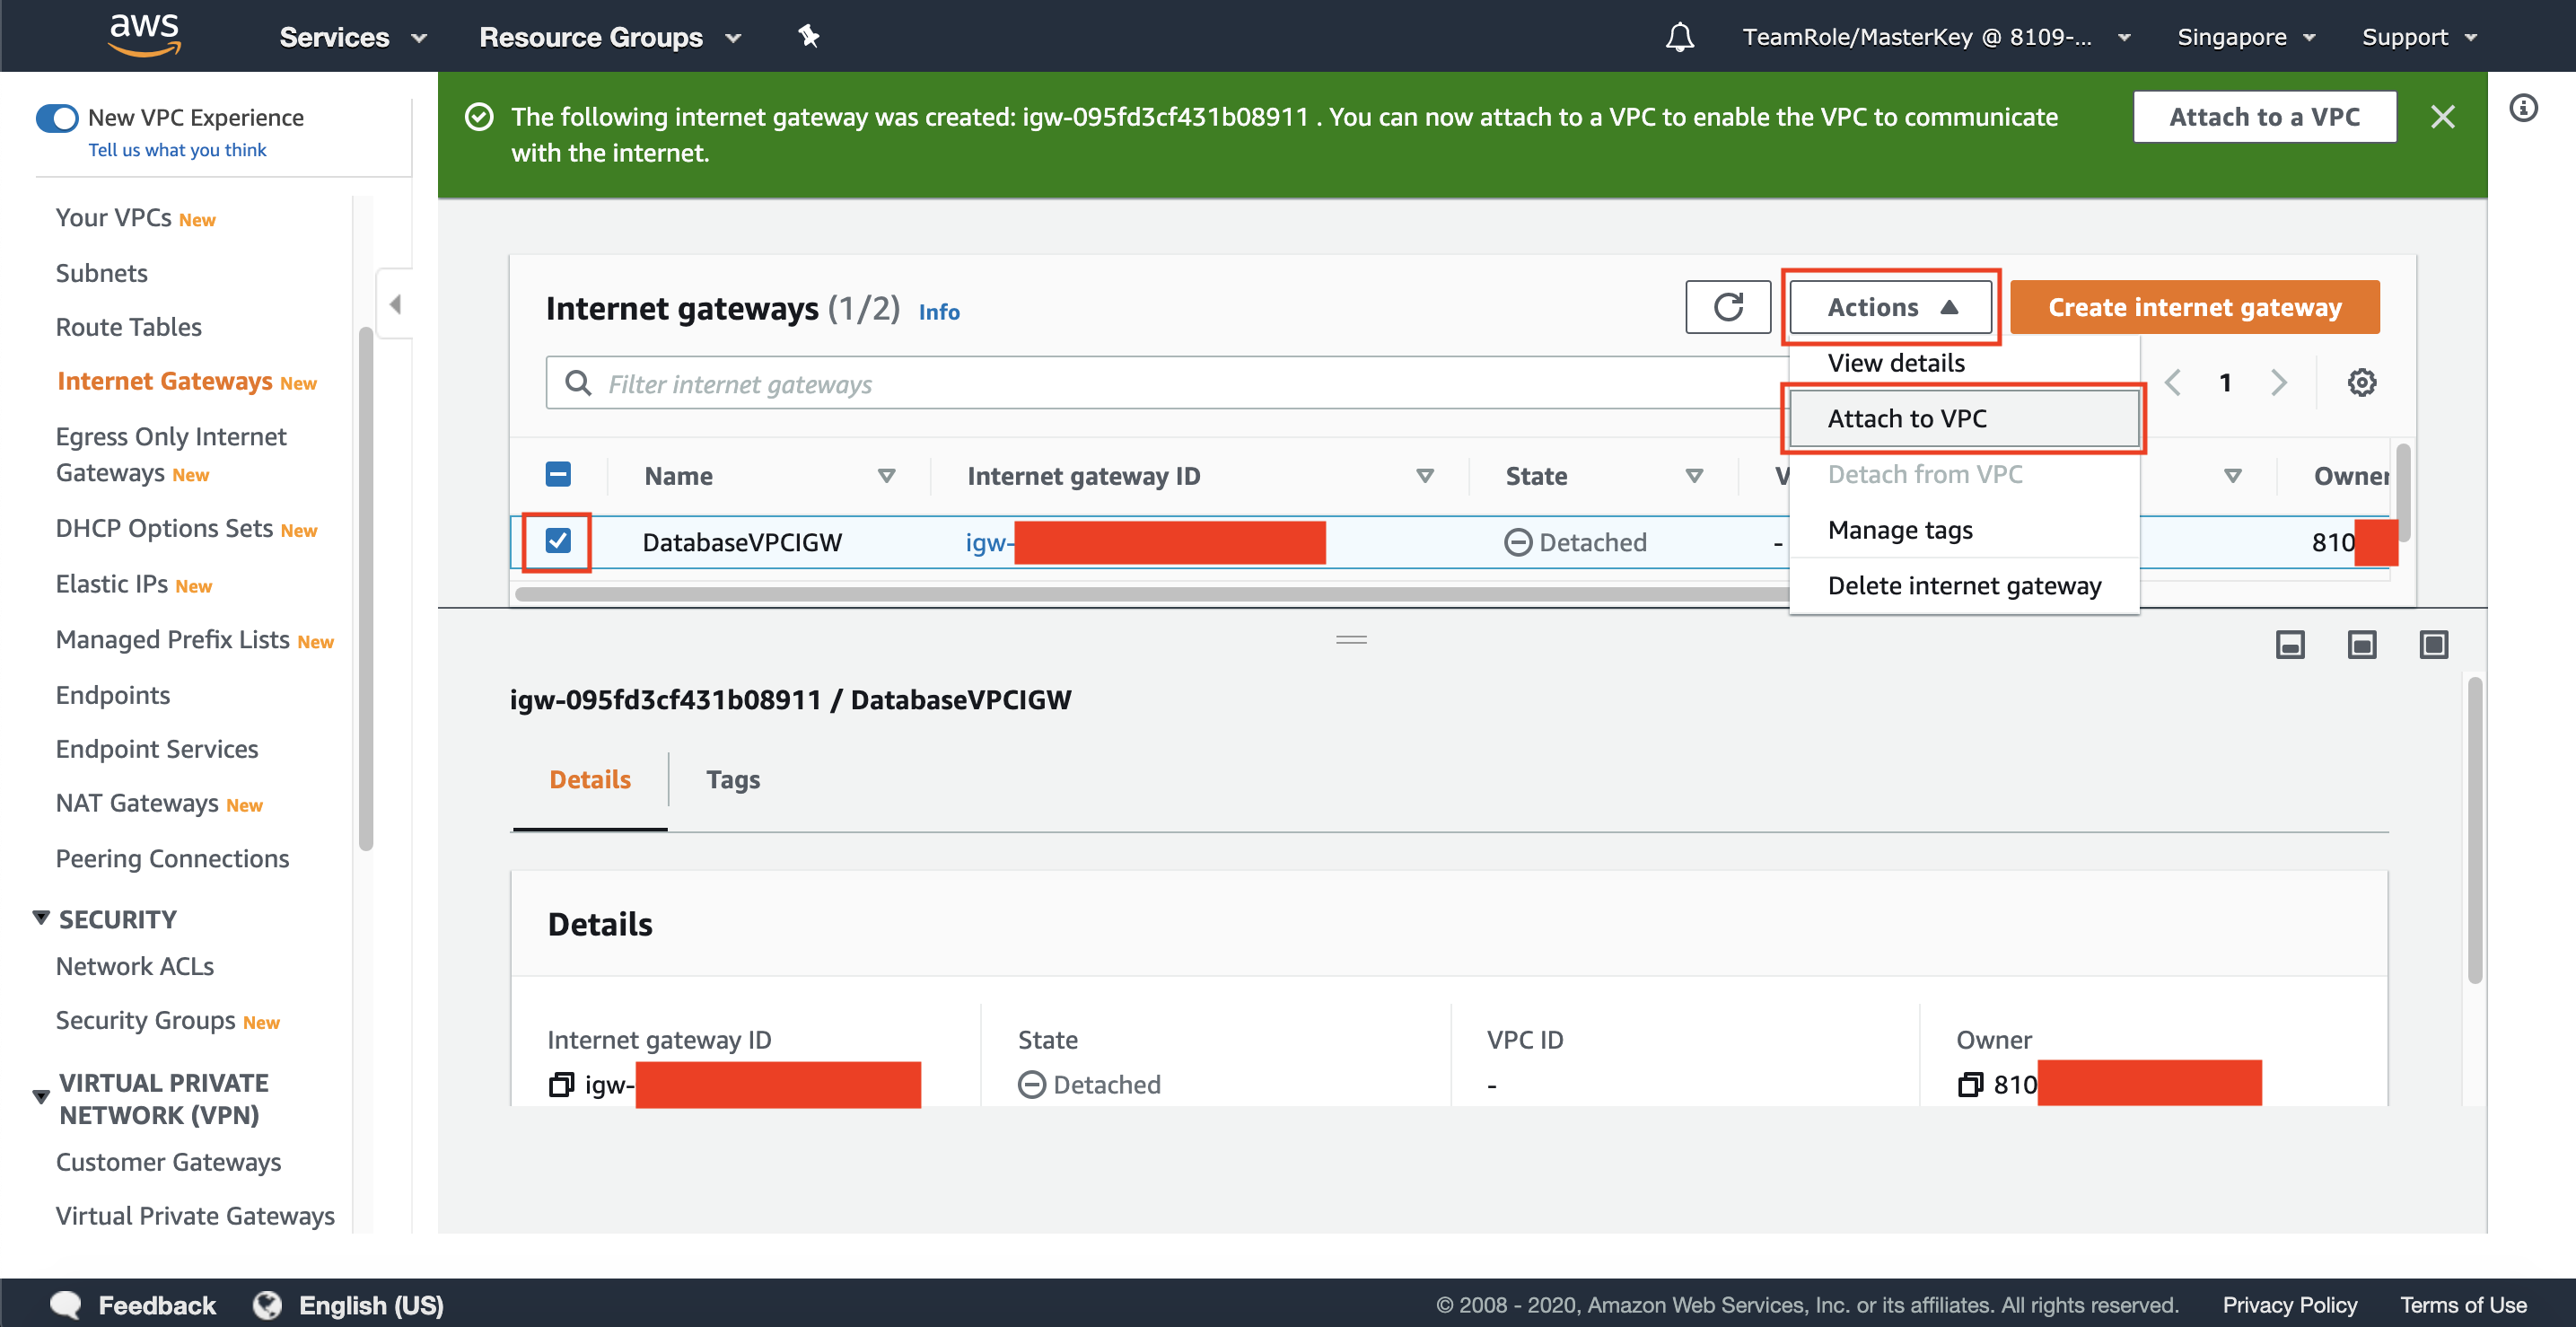 aws
Services
Resource Groups
TeamRole/MasterKey @ 8109-...
Singapore
Support
New VPC Experience
Tell us what you think
Your VPCs New
Subnets
Route Tables
Internet Gateways New
Egress Only Internet
Gateways New
DHCP Options Sets New
Elastic IPs New
Managed Prefix Lists New
Endpoints
Endpoint Services
NAT Gateways New
Peering Connections
SECURITY
Network ACLs
Security Groups New
VIRTUAL PRIVATE
NETWORK (VPN)
Customer Gateways
Virtual Private Gateways
The following internet gateway was created: igw-095fd3cf431b08911 . You can now attach to a VPC to enable the VPC to communicate
with the internet.
Attach to a VPC
Internet gateways (1/2) Info
Actions
Create internet gateway
Filter internet gateways
1
View details
Attach to VPC
Detach from VPC
Manage tags
Delete internet gateway
Name
Internet gateway ID
State
V
Owner
DatabaseVPCIGW
igw-
Detached
-
810
igw-095fd3cf431b08911 / DatabaseVPCIGW
Details
Tags
Details
Internet gateway ID
igw-
State
Detached
VPC ID
-
Owner
810
Feedback
English (US)
© 2008 - 2020, Amazon Web Services, Inc. or its affiliates. All rights reserved.
Privacy Policy
Terms of Use